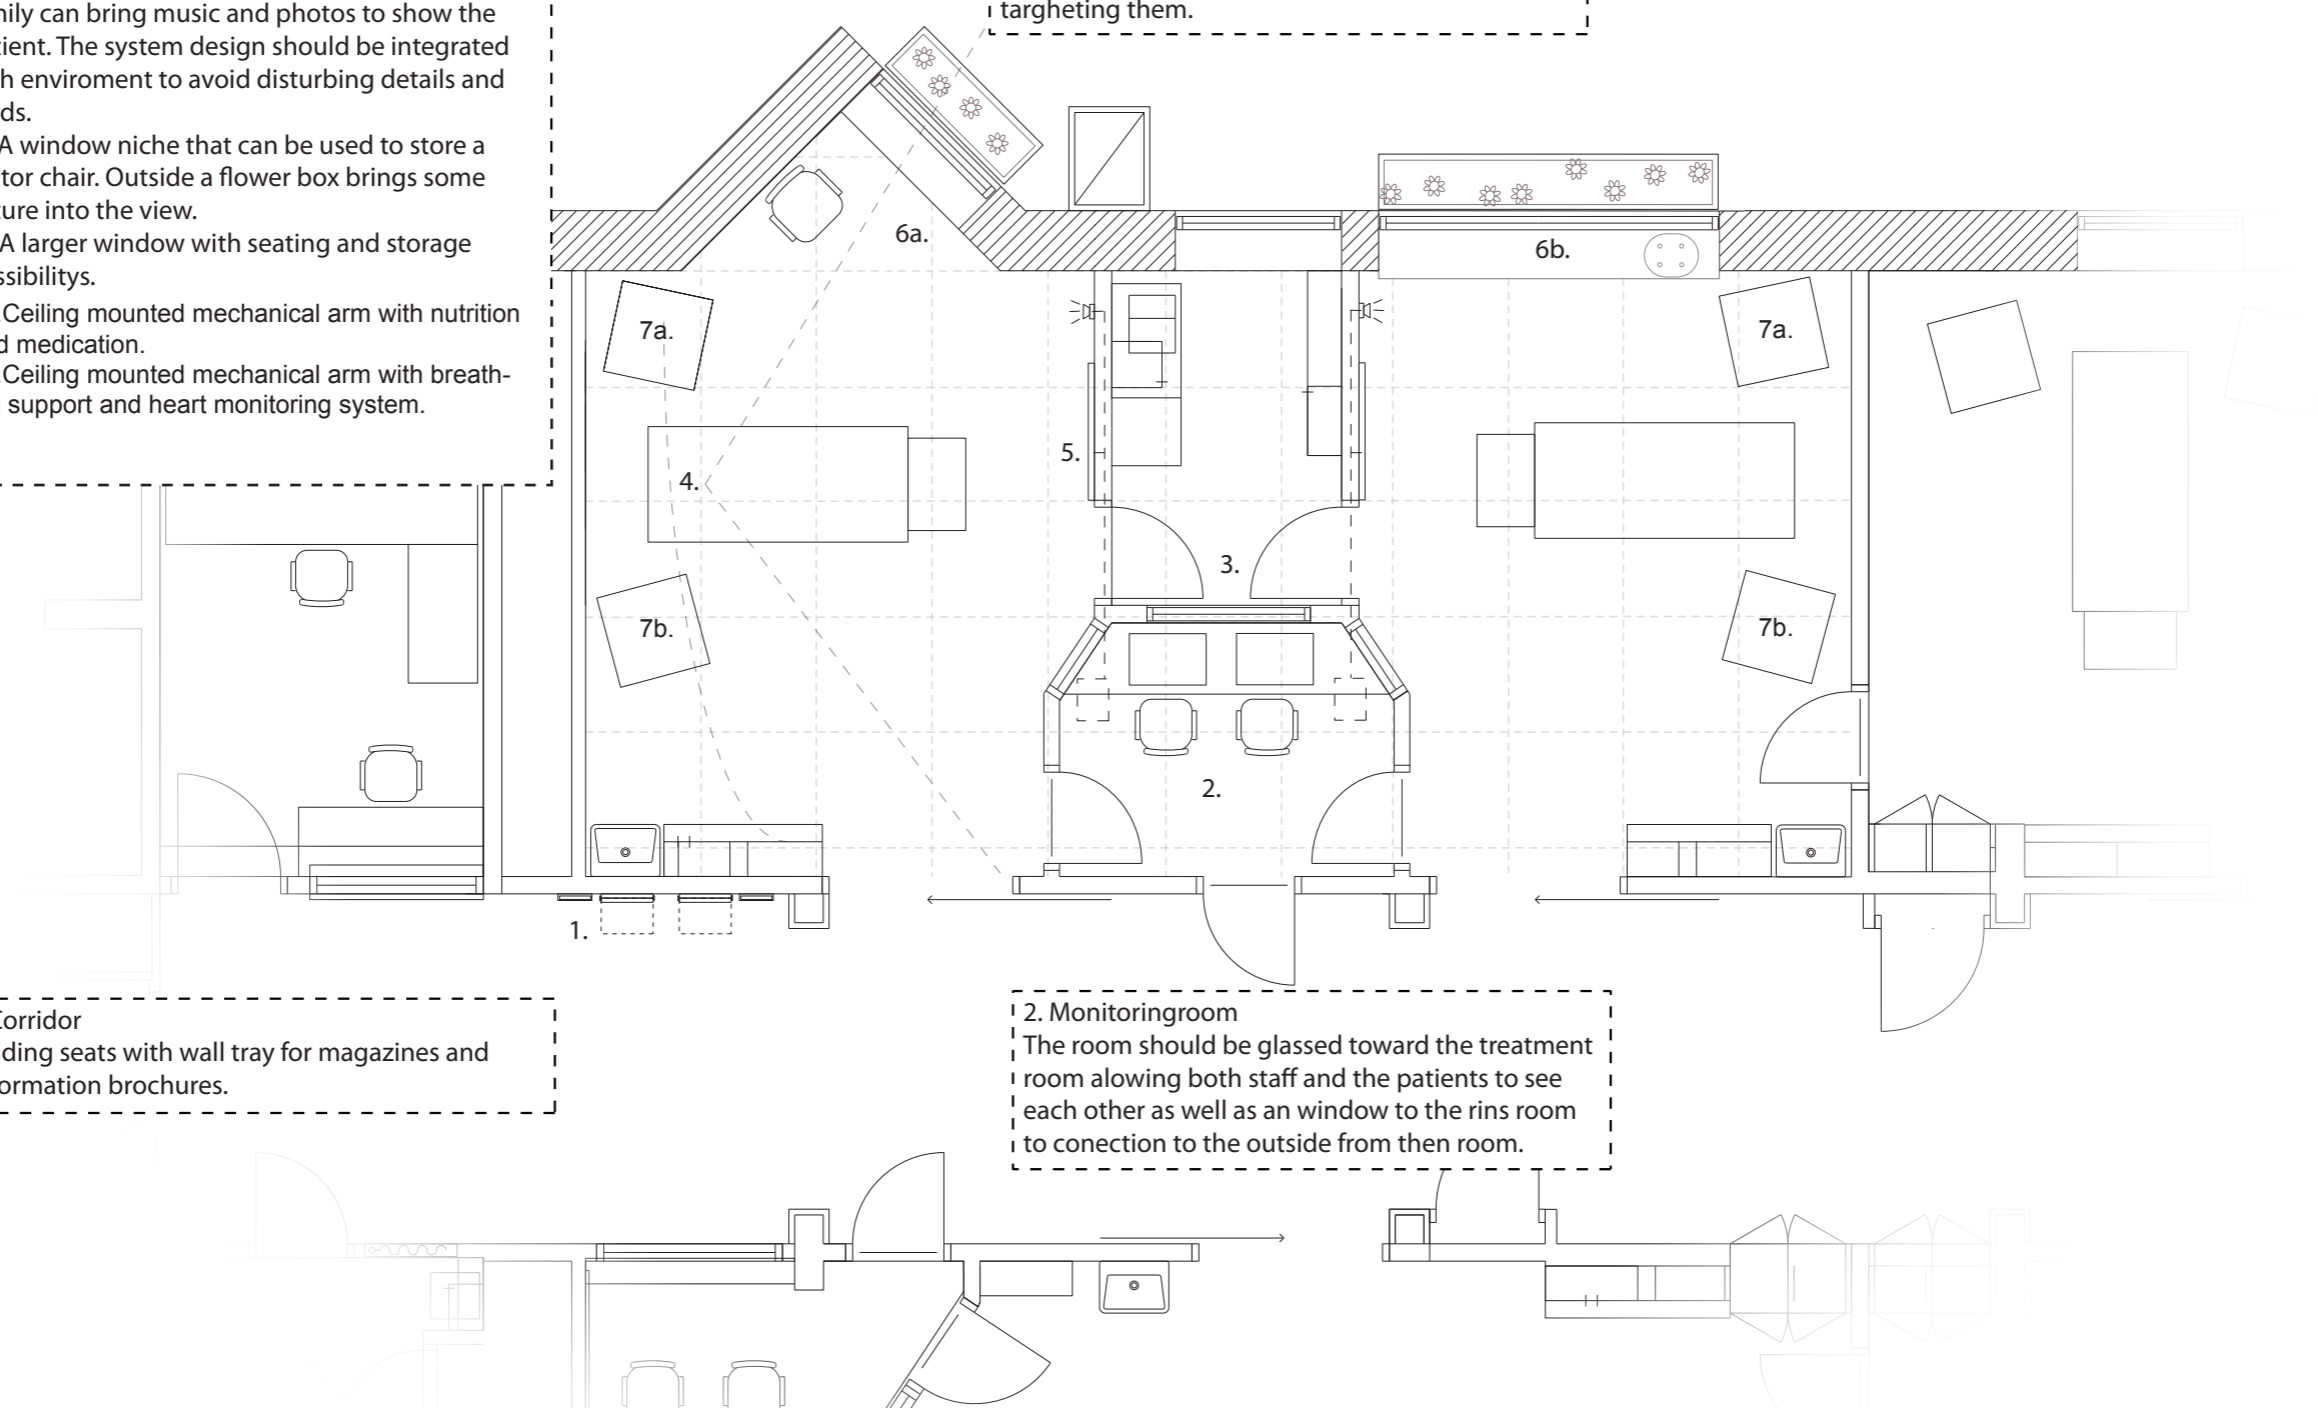 targheting them.
nily can bring music and photos to show the
tient. The system design should be integrated
h enviroment to avoid disturbing details and
ds.
A window niche that can be used to store a
tor chair. Outside a flower box brings some
ture into the view.
A larger window with seating and storage
ssibilitys.
.Ceiling mounted mechanical arm with nutrition
d medication.
.Ceiling mounted mechanical arm with breath-
support and heart monitoring system.
6a.
6b.
7a.
7a.
5.
4.
3.
7b.
7b.
2.
1.
Corridor
lding seats with wall tray for magazines and
ormation brochures.
2. Monitoringroom
The room should be glassed toward the treatment
room alowing both staff and the patients to see
each other as well as an window to the rins room
to conection to the outside from then room.